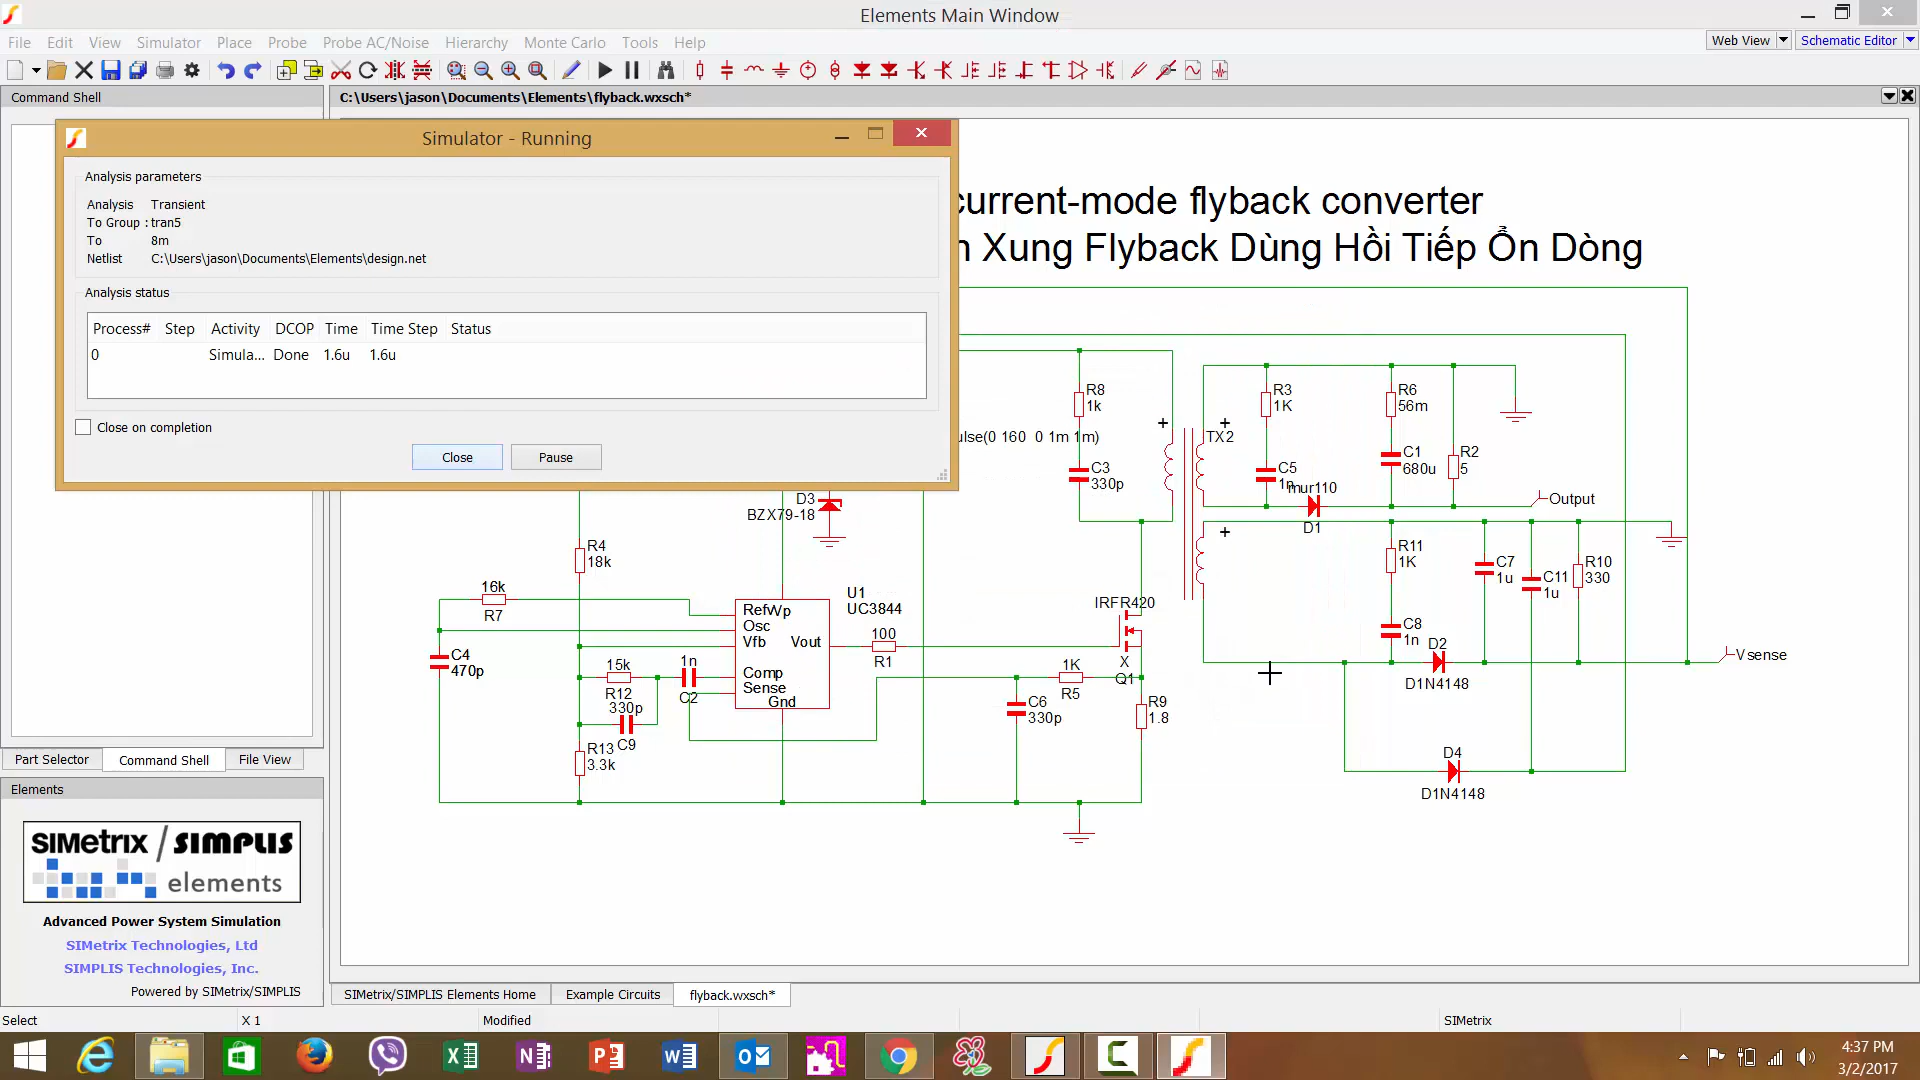 Elements Main Window
File Edit View Simulator Place Probe Probe AC/Noise Hierarchy Monte Carlo Tools Help
Web View
Schematic Editor
Command Shell
C:\Users\jason\Documents\Elements\flyback.wxsch*
Simulator - Running
Analysis parameters
Analysis Transient
To Group : tran5
To 8m
Netlist C:\Users\jason\Documents\Elements\design.net
Analysis status
Process# Step Activity DCOP Time Time Step Status
0 Simula... Done 1.6u 1.6u
Close on completion
Close
Pause
current-mode flyback converter
Xung Flyback Dùng Hồi Tiếp Ổn Dòng
R8
1k
R3
1K
R6
56m
+
+
TX2
(0 160 0 1m 1m)
C3
330p
C5
1n
mur110
D1
C1
680u
R2
5
Output
D3
BZX79-18
+
R4
18k
R11
1K
C7
1u
C11
1u
R10
330
16k
R7
U1
UC3844
IRFR420
Ref
Vp
Osc
Vfb
Vout
Comp
Sense
Gnd
100
R1
X
Q1
C8
1n
D2
D1N4148
Vsense
C4
470p
15k
R12
1n
C2
330p
C9
1K
R5
C6
330p
R9
1.8
R13
3.3k
D4
D1N4148
Part Selector
Command Shell
File View
Elements
SIMetrix / SIMPLIS
elements
Advanced Power System Simulation
SIMetrix Technologies, Ltd
SIMPLIS Technologies, Inc.
Powered by SIMetrix/SIMPLIS
SIMetrix/SIMPLIS Elements Home
Example Circuits
flyback.wxsch*
Select
X 1
Modified
SIMetrix
4:37 PM
3/2/2017